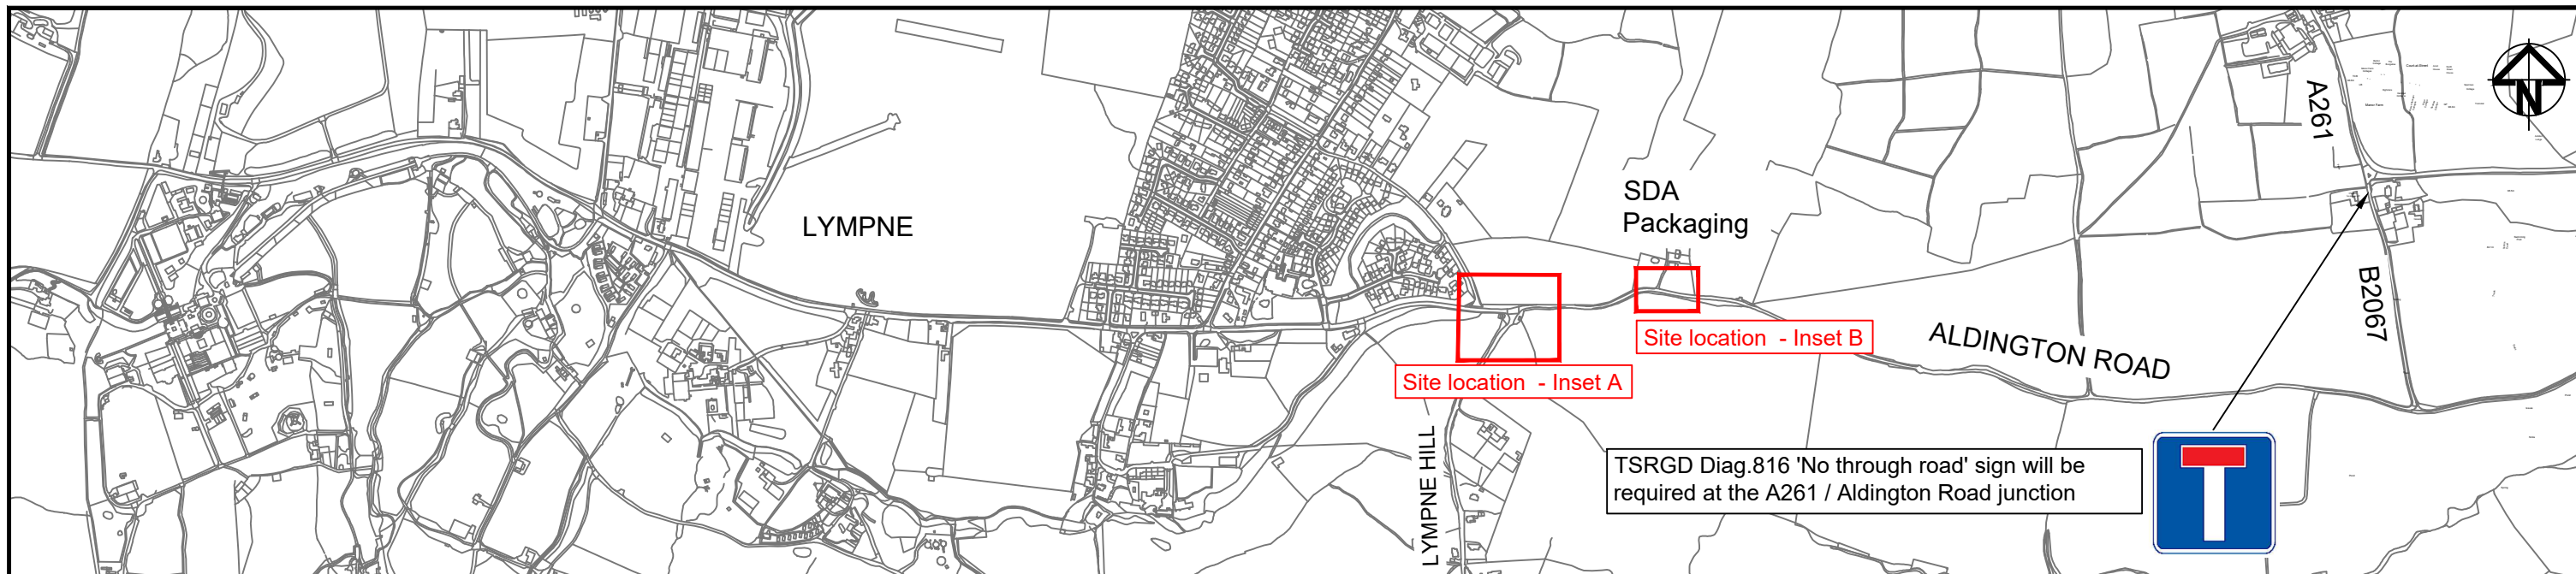 LYMPNE
SDA
Packaging
A261
N
B2067
Site location - Inset B
ALDINGTON ROAD
Site location - Inset A
LYMPNE HILL
TSRGD Diag.816 'No through road' sign will be
required at the A261 / Aldington Road junction